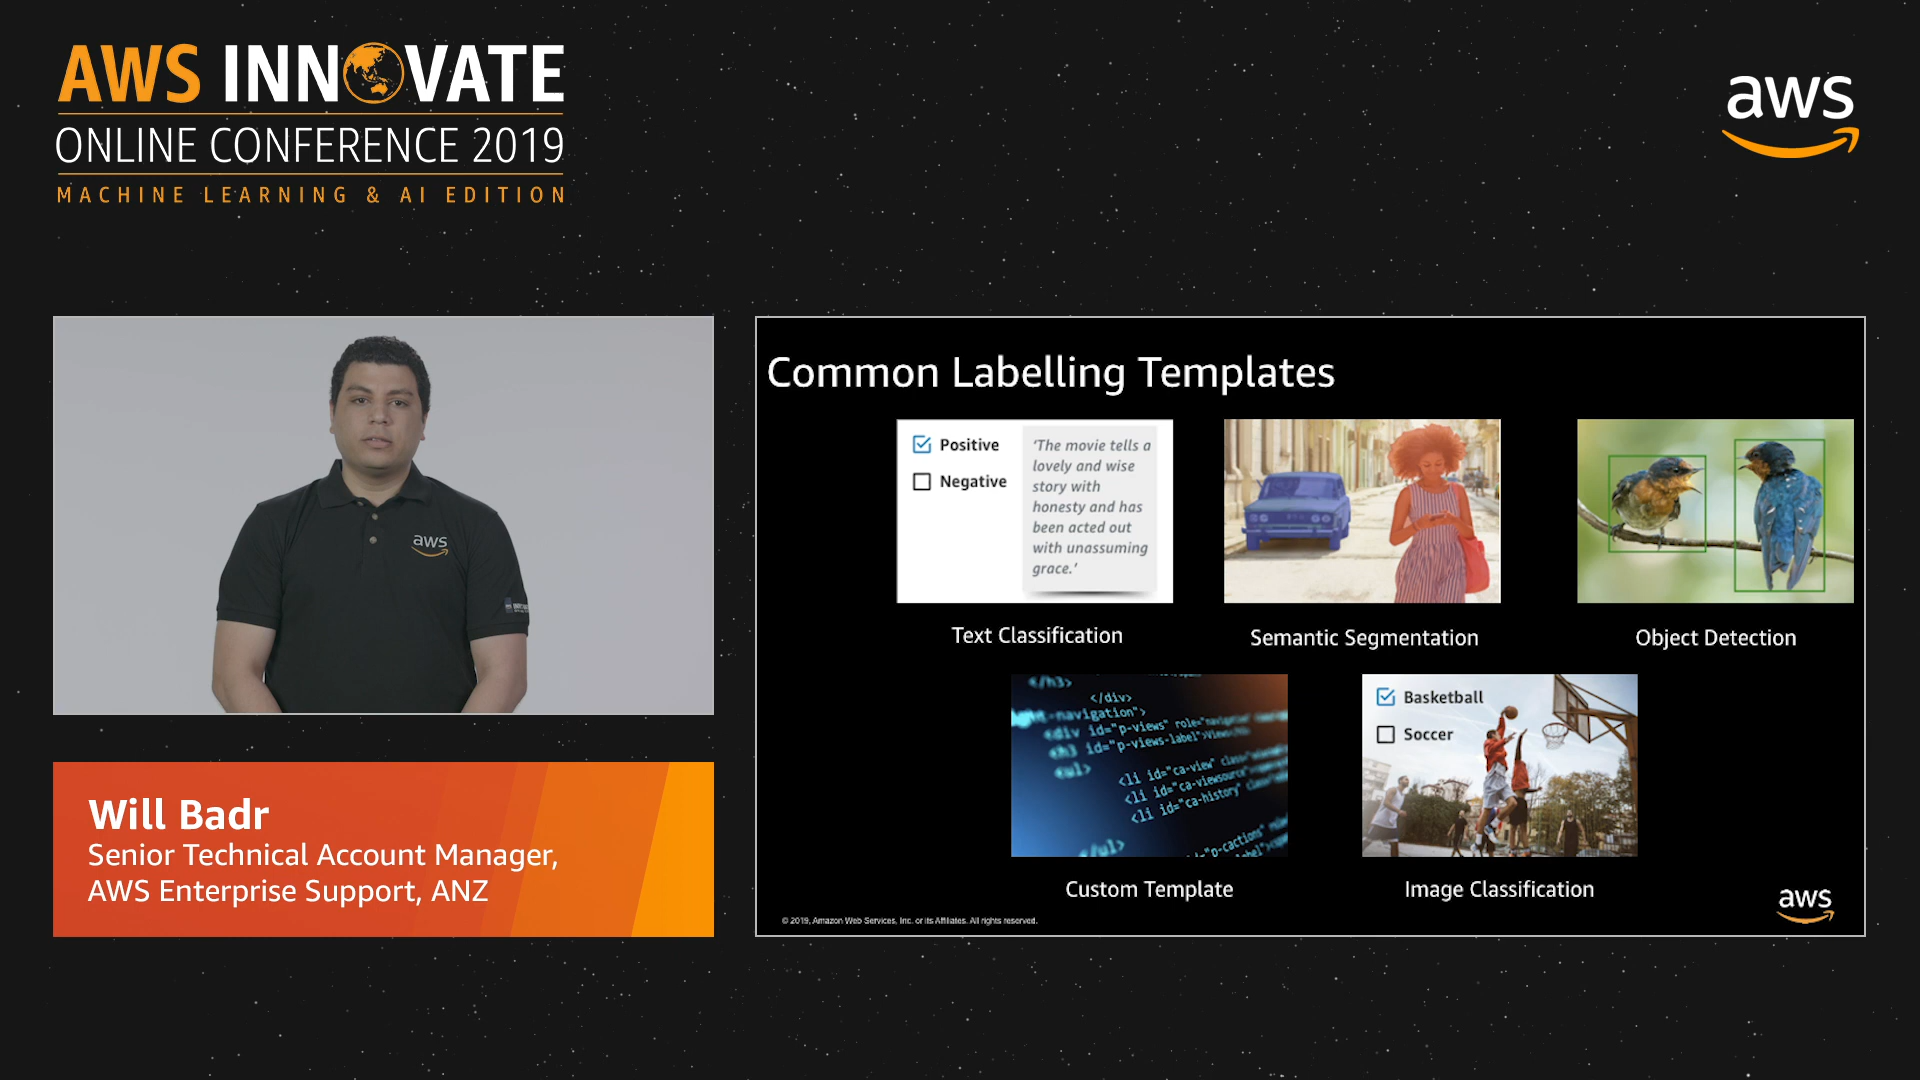 AWS INNOVATE
ONLINE CONFERENCE 2019
MACHINE LEARNING & AI EDITION
aws
aws
Will Badr
Senior Technical Account Manager,
AWS Enterprise Support, ANZ
Common Labelling Templates
Positive
Negative
'The movie tells a
lovely and wise
story with
honesty and has
been acted out
with unassuming
grace.'
Text Classification
Semantic Segmentation
Object Detection
</h3>
</div>
-navigation">
<div id="p-views" role="
<h3 id="p-views-label">Views
<ul>
<li id="ca-view"
<li id="ca-viewsource"
<li id="ca-history"
</ul>
="p-cactions"
Custom Template
Basketball
Soccer
Image Classification
© 2019, Amazon Web Services, Inc. or its Affiliates. All rights reserved.
aws